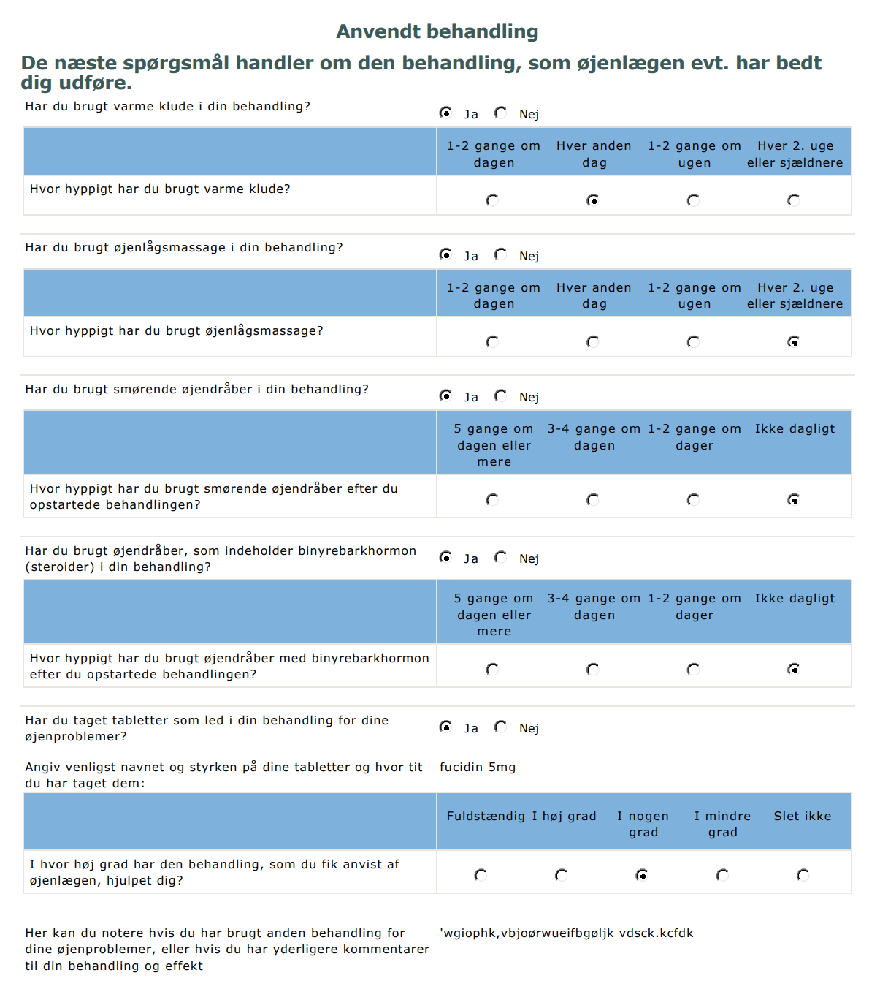 Anvendt behandling
De næste spørgsmål handler om den behandling, som øjenlægen evt. har bedt
dig udføre.
Har du brugt varme klude i din behandling?
Ja Nej
1-2 gange om dagen Hver anden dag 1-2 gange om ugen Hver 2. uge eller sjældnere
Hvor hyppigt har du brugt varme klude?
Har du brugt øjenlågsmassage i din behandling?
Ja Nej
1-2 gange om dagen Hver anden dag 1-2 gange om ugen Hver 2. uge eller sjældnere
Hvor hyppigt har du brugt øjenlågsmassage?
Har du brugt smørende øjendråber i din behandling?
Ja Nej
5 gange om dagen eller mere 3-4 gange om dagen 1-2 gange om dager Ikke dagligt
Hvor hyppigt har du brugt smørende øjendråber efter du
opstartede behandlingen?
Har du brugt øjendråber, som indeholder binyrebarkhormon
(steroider) i din behandling?
Ja Nej
5 gange om dagen eller mere 3-4 gange om dagen 1-2 gange om dager Ikke dagligt
Hvor hyppigt har du brugt øjendråber med binyrebarkhormon
efter du opstartede behandlingen?
Har du taget tabletter som led i din behandling for dine
øjenproblemer?
Ja Nej
Angiv venligst navnet og styrken på dine tabletter og hvor tit
du har taget dem:
fucidin 5mg
Fuldstændig I høj grad I nogen grad I mindre grad Slet ikke
I hvor høj grad har den behandling, som du fik anvist af
øjenlægen, hjulpet dig?
Her kan du notere hvis du har brugt anden behandling for
dine øjenproblemer, eller hvis du har yderligere kommentarer
til din behandling og effekt
'wgiophk,vbjoørwueifbgøljk vdsck.kcfdk